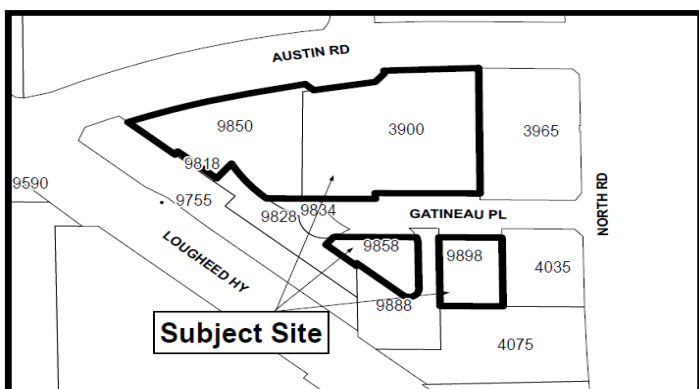 AUSTIN RD
9850
3900
3965
9818
9590
9755
9828
9834
GATINEAU PL
NORTH RD
LOUGHEED HY
9858
9898
4035
9888
Subject Site
4075